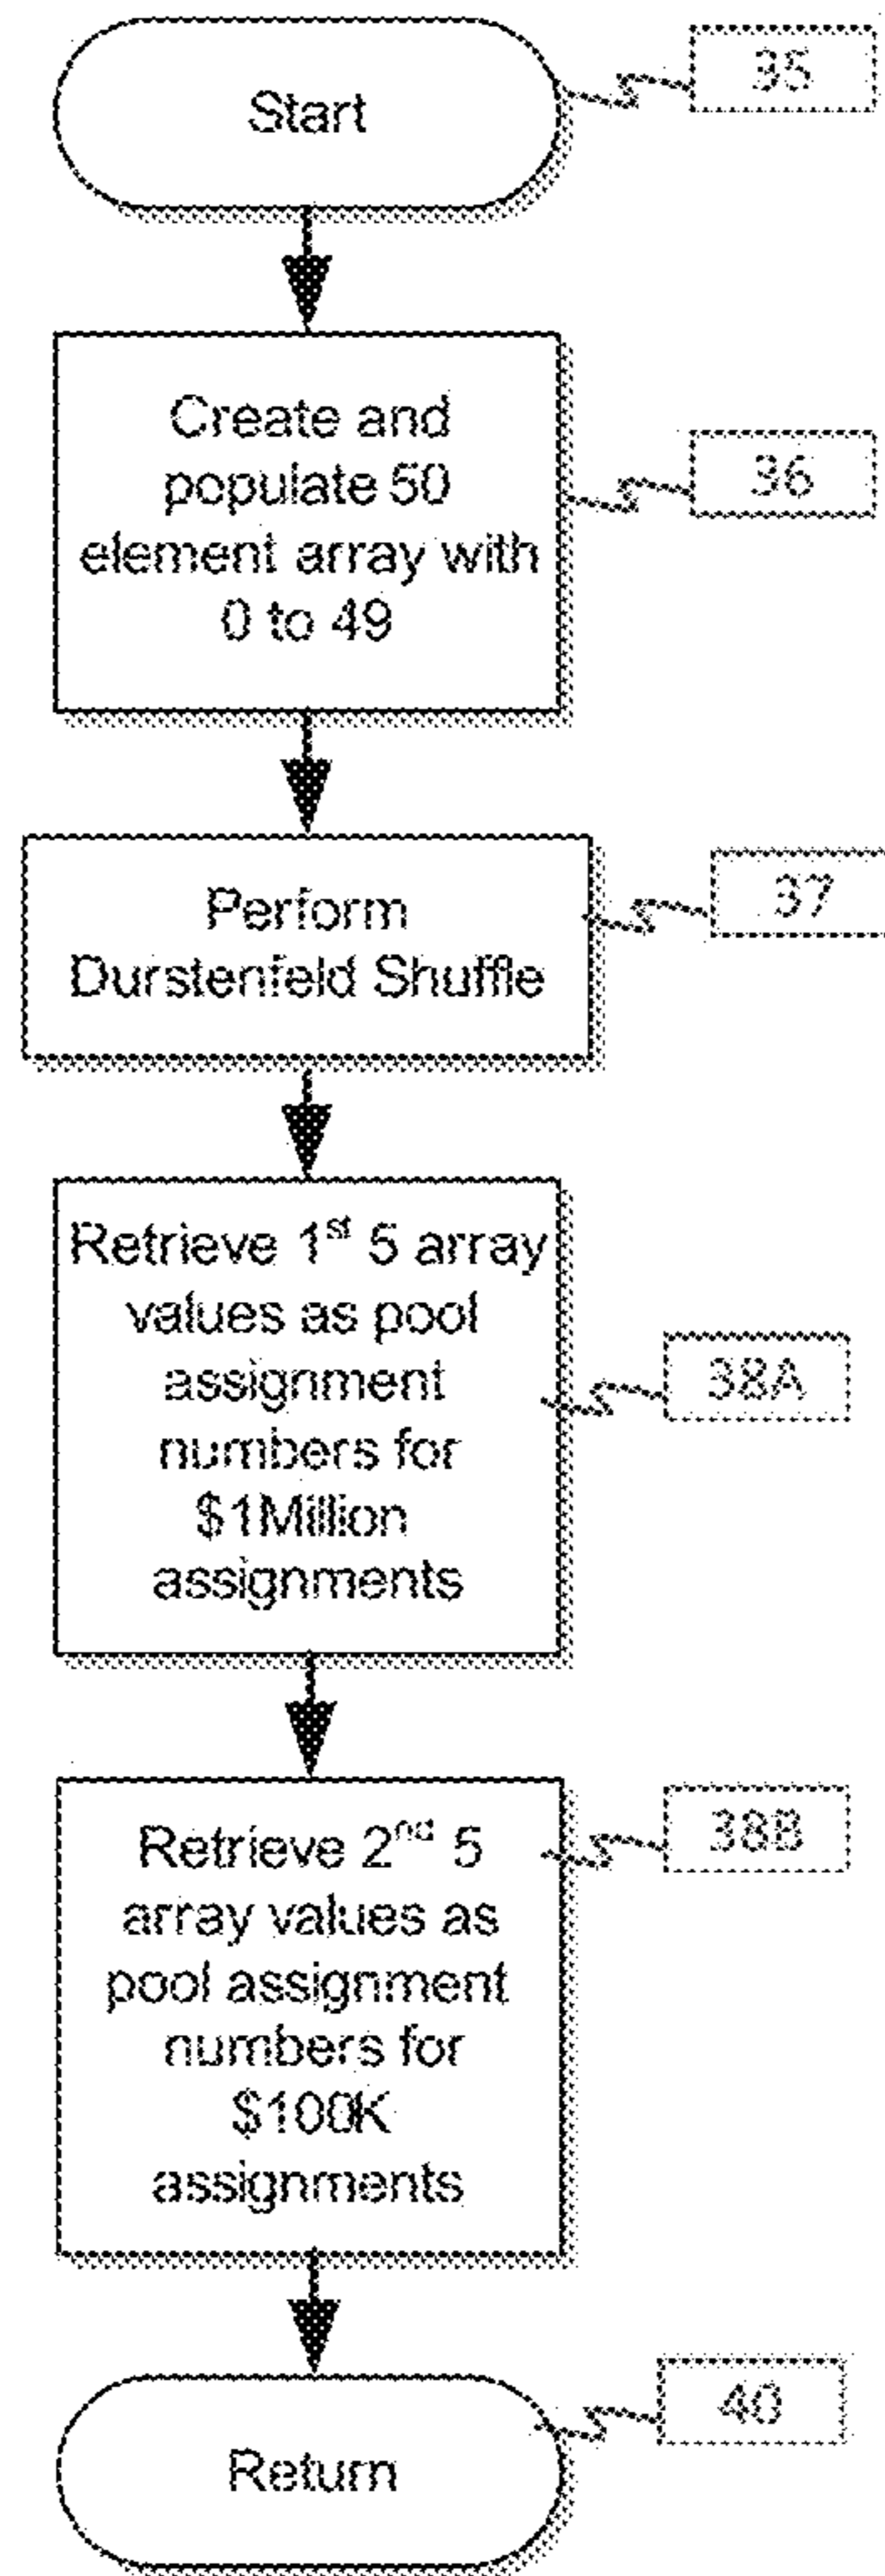 Start
35
Create and
populate 50
element array with
0 to 49
36
Perform
Durstenfeld Shuffle
37
Retrieve 1st 5 array
values as pool
assignment
numbers for
$1Million
assignments
38A
Retrieve 2nd 5
array values as
pool assignment
numbers for
$100K
assignments
38B
Return
40